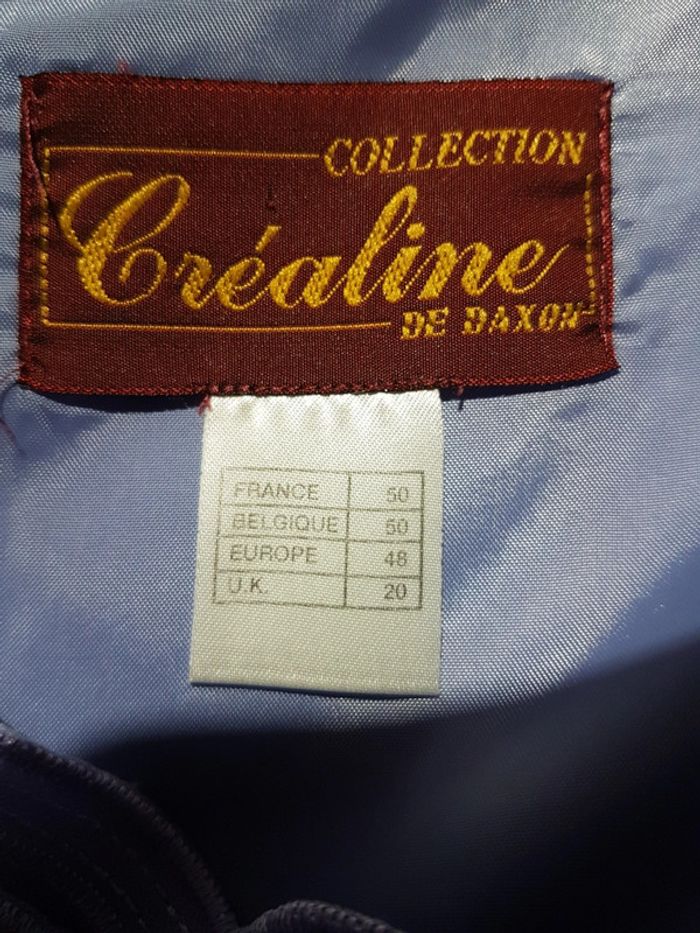 COLLECTION
Créaline
DE DAXON
FRANCE 50
BELGIQUE 50
EUROPE 48
U.K. 20